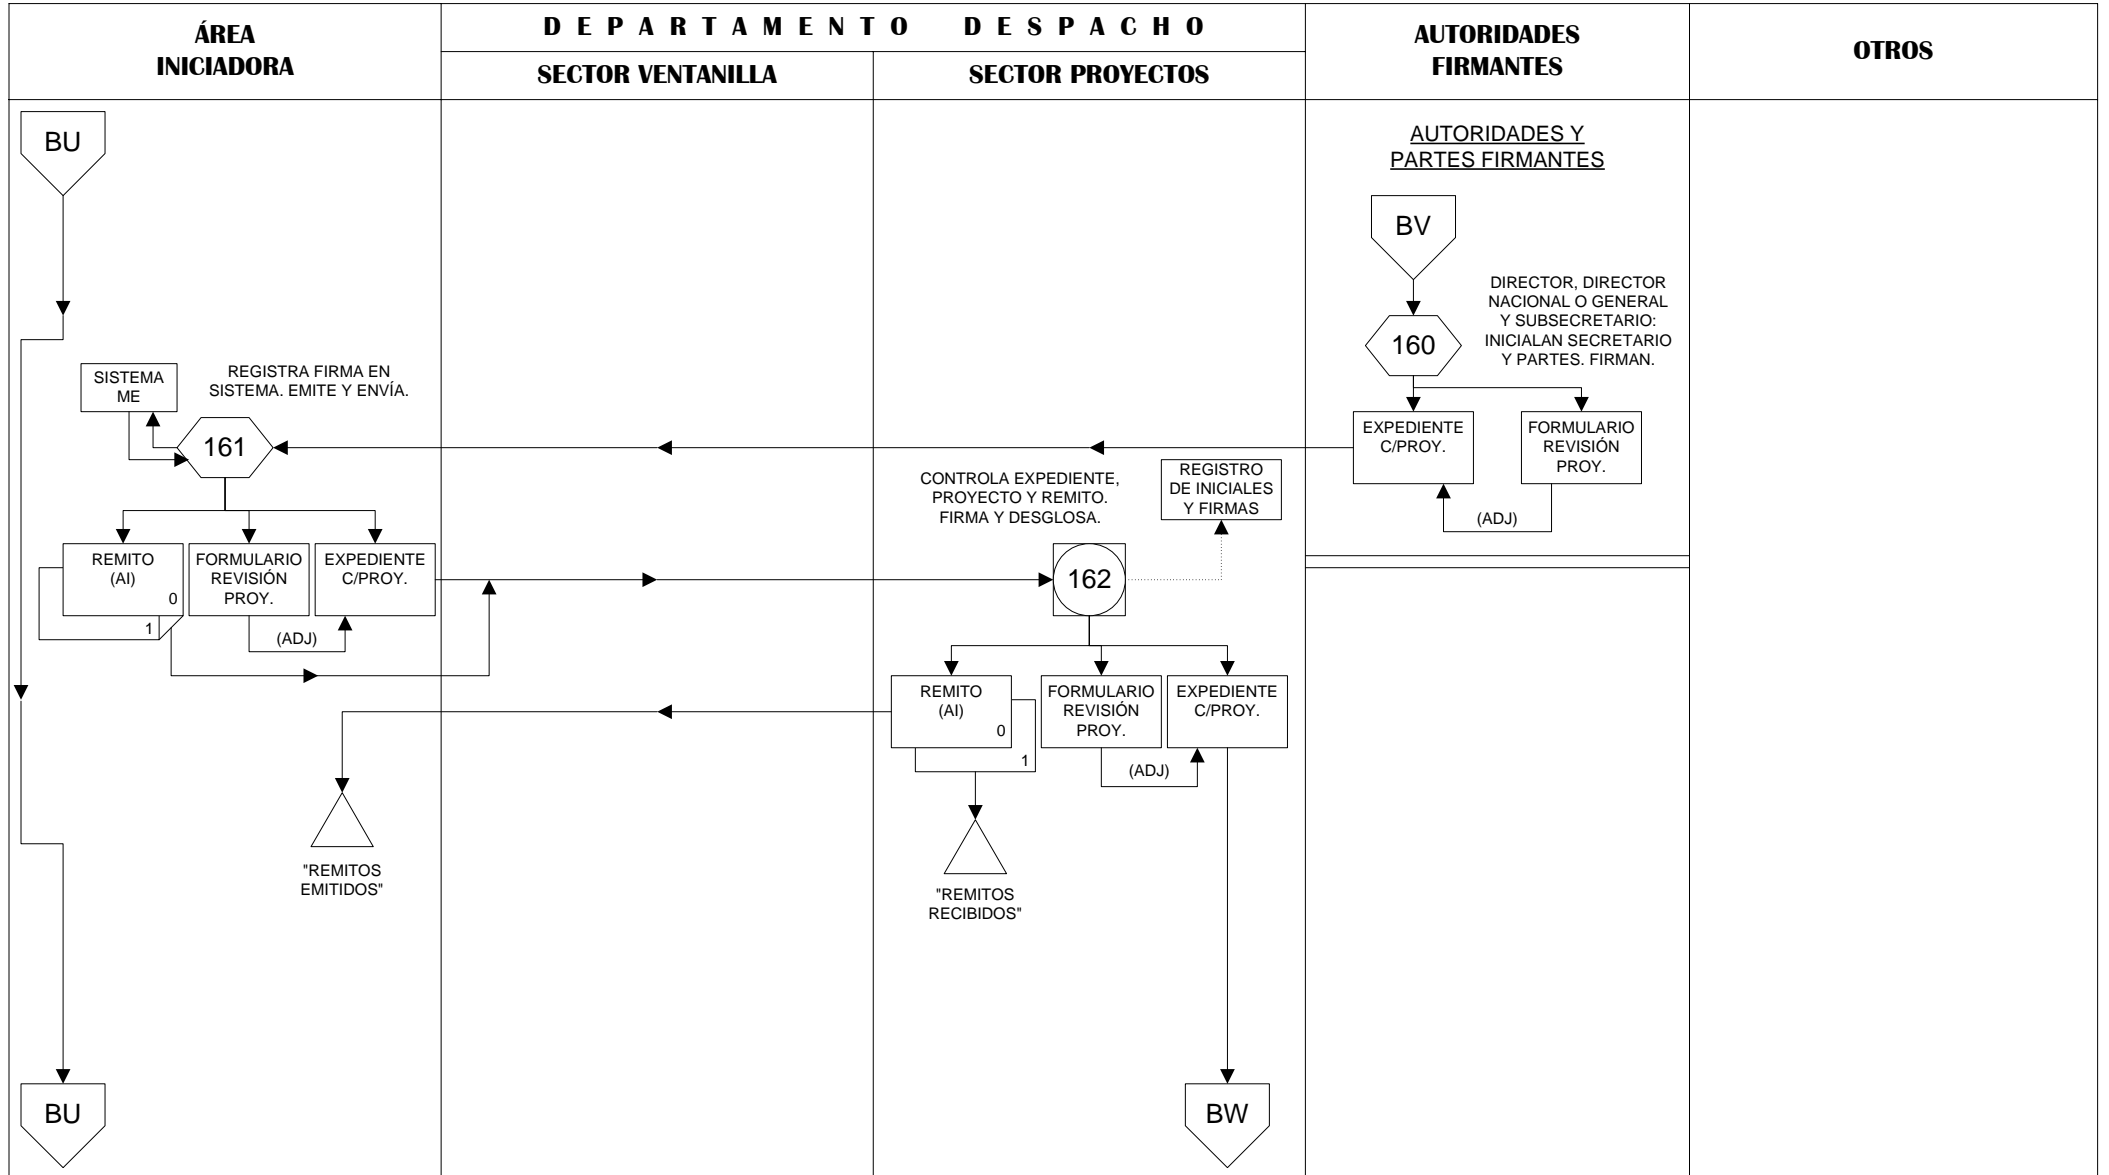 ÁREA
INICIADORA
DEPARTAMENTO DESPACHO
SECTOR VENTANILLA
SECTOR PROYECTOS
AUTORIDADES
FIRMANTES
OTROS
BU
AUTORIDADES Y
PARTES FIRMANTES
BV
DIRECTOR, DIRECTOR
NACIONAL O GENERAL
Y SUBSECRETARIO:
INICIALAN SECRETARIO
Y PARTES. FIRMAN.
160
EXPEDIENTE
C/PROY.
FORMULARIO
REVISIÓN
PROY.
(ADJ)
SISTEMA
ME
REGISTRA FIRMA EN
SISTEMA. EMITE Y ENVÍA.
161
REMITO
(AI)
0
1
FORMULARIO
REVISIÓN
PROY.
EXPEDIENTE
C/PROY.
(ADJ)
CONTROLA EXPEDIENTE,
PROYECTO Y REMITO.
FIRMA Y DESGLOSA.
REGISTRO
DE INICIALES
Y FIRMAS
162
REMITO
(AI)
0
1
FORMULARIO
REVISIÓN
PROY.
EXPEDIENTE
C/PROY.
(ADJ)
"REMITOS
EMITIDOS"
"REMITOS
RECIBIDOS"
BU
BW